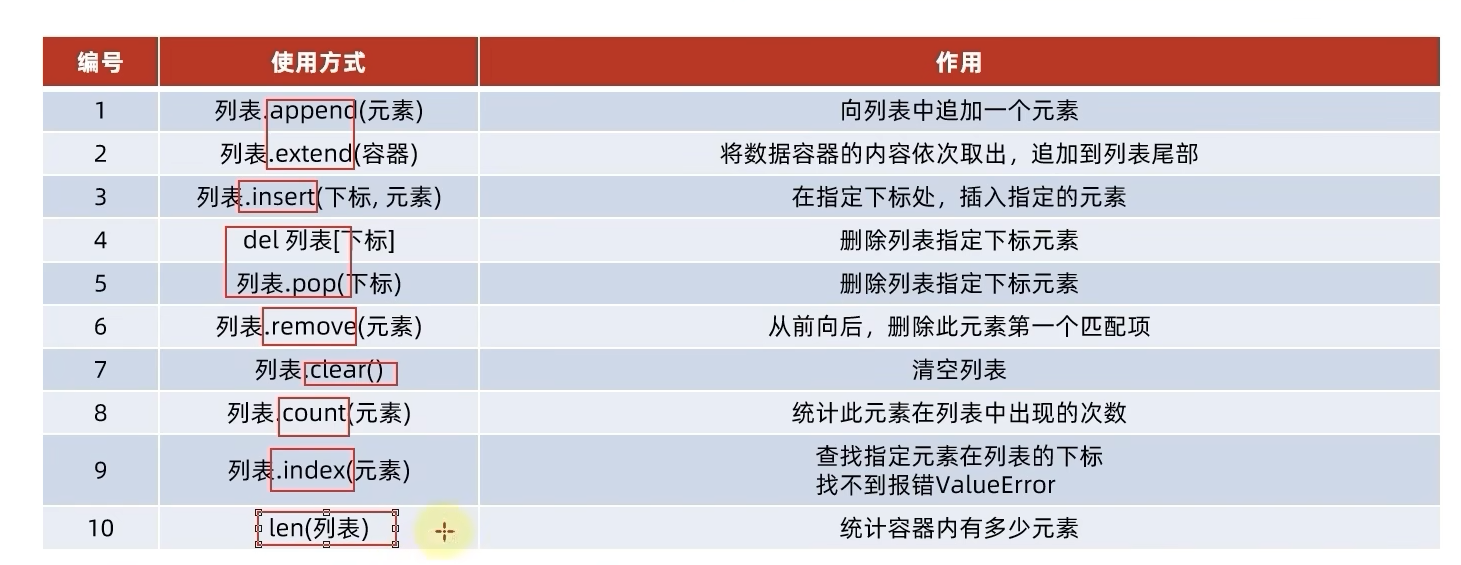 编号 使用方式 作用
1 列表.append(元素) 向列表中追加一个元素
2 列表.extend(容器) 将数据容器的内容依次取出，追加到列表尾部
3 列表.insert(下标, 元素) 在指定下标处，插入指定的元素
4 del 列表[下标] 删除列表指定下标元素
5 列表.pop(下标) 删除列表指定下标元素
6 列表.remove(元素) 从前向后，删除此元素第一个匹配项
7 列表.clear() 清空列表
8 列表.count(元素) 统计此元素在列表中出现的次数
9 列表.index(元素) 查找指定元素在列表的下标
找不到报错ValueError
10 len(列表) 统计容器内有多少元素